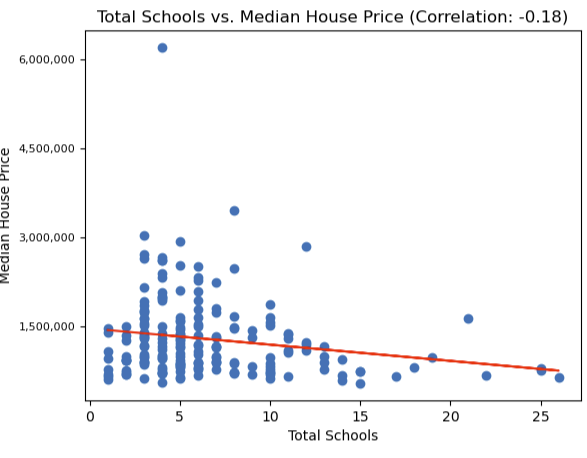 Total Schools vs. Median House Price (Correlation: -0.18)
6,000,000
4,500,000
3,000,000
1,500,000
Median House Price
0 5 10 15 20 25
Total Schools